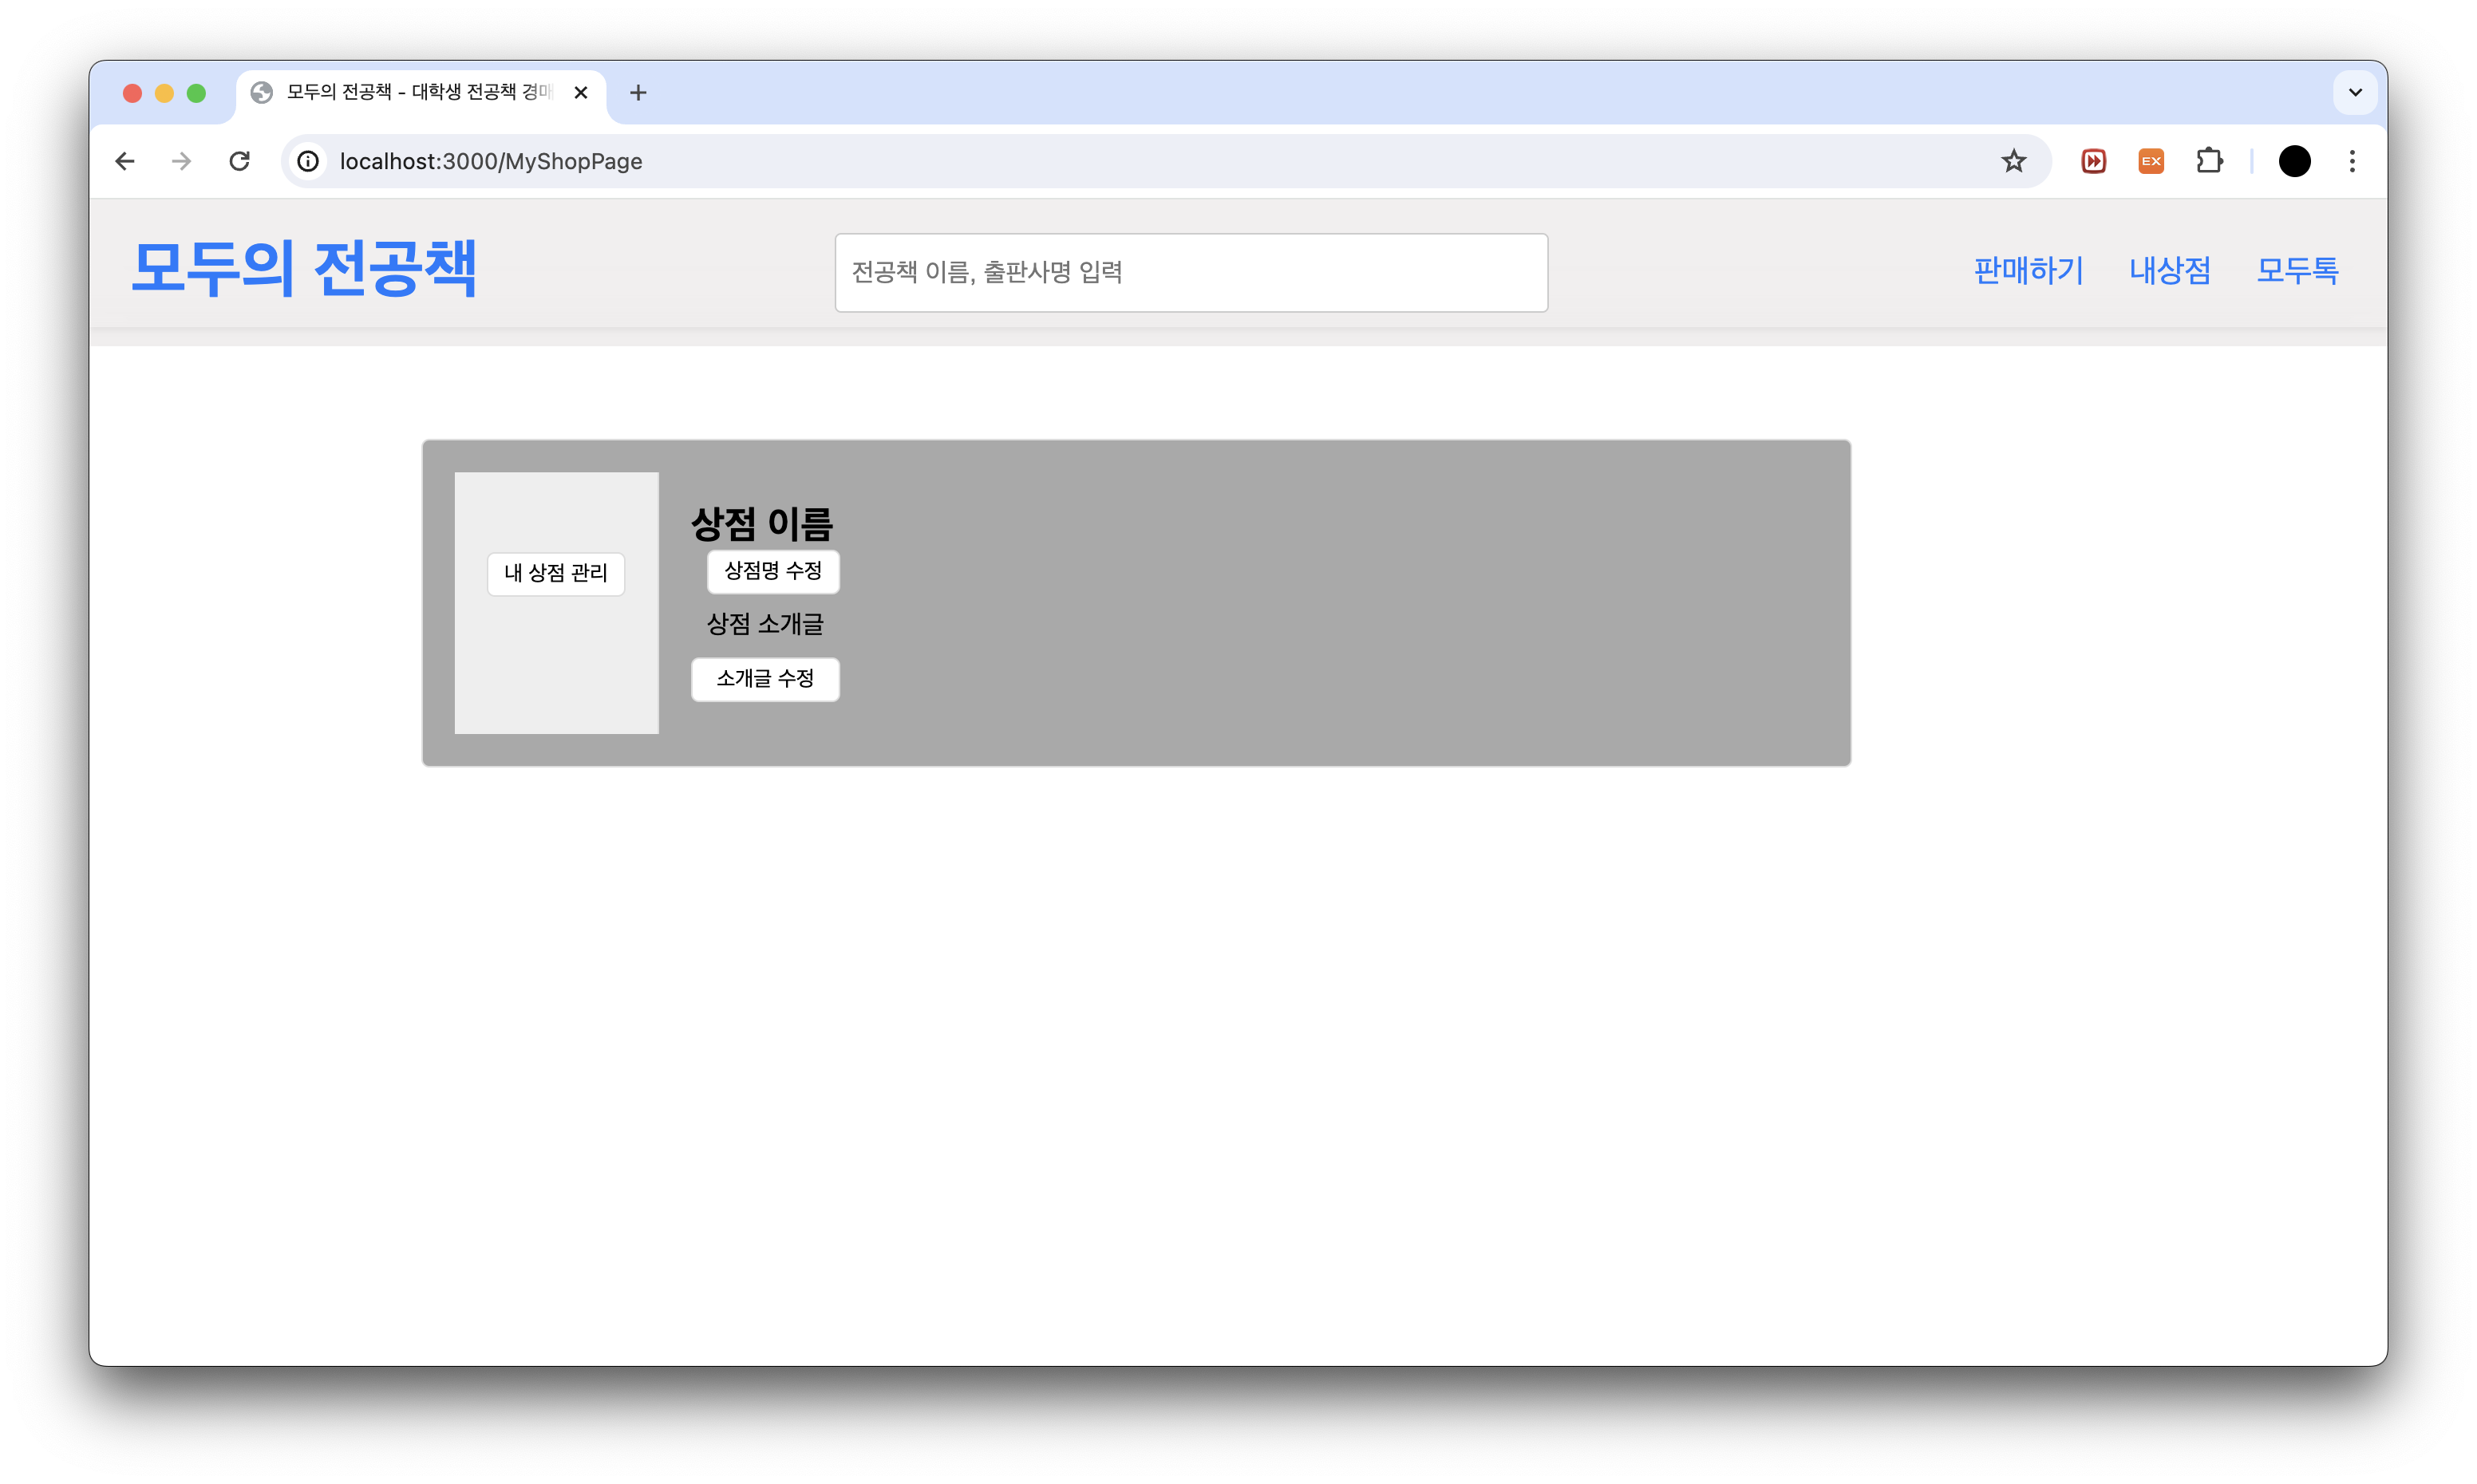 모두의 전공책 - 대학생 전공책 경매
localhost:3000/MyShopPage
EX
모두의 전공책
전공책 이름, 출판사명 입력
판매하기 내상점 모두톡
내 상점 관리
상점 이름
상점명 수정
상점 소개글
소개글 수정